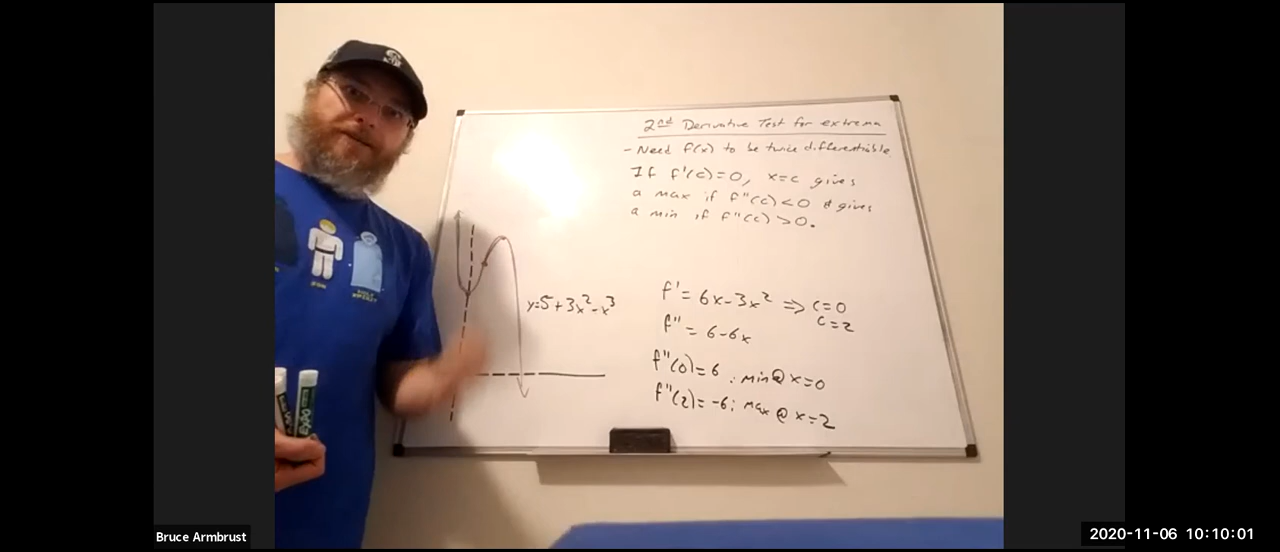 2nd Derivative Test for extrema
- Need f(x) to be twice differentiable.
If f'(c)=0, x=c gives
a max if f"(c)<0 & gives
a min if f"(c)>0.
y=5+3x²-x³
f' = 6x-3x² => c=0
c=2
f" = 6-6x
f"(0)=6 ; min@x=0
f"(2)=-6; max@x=2
EXPO
Bruce Armbrust
2020-11-06 10:10:01